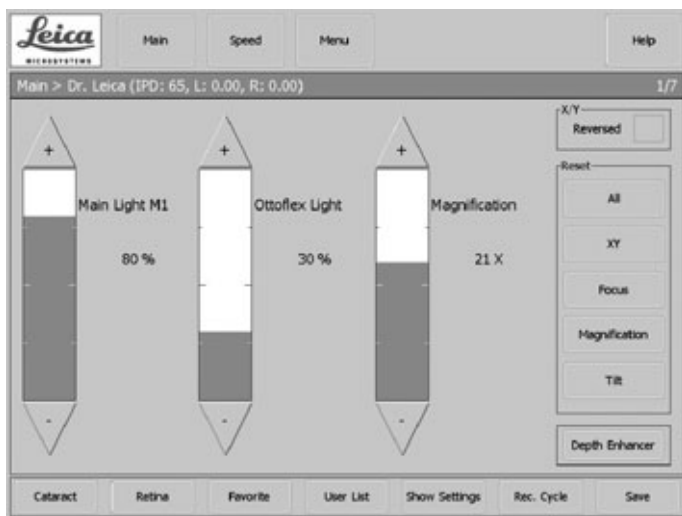 Leica
MICROSYSTEMS
Main
Speed
Menu
Help
Main > Dr. Leica (IPD: 65, L: 0.00, R: 0.00)
1/7
+
+
+
Main Light M1
80 %
Ottoflex Light
30 %
Magnification
21 X
-
-
-
X/Y
Reversed
Reset
All
XY
Focus
Magnification
Tilt
Depth Enhancer
Cataract
Retina
Favorite
User List
Show Settings
Rec. Cycle
Save